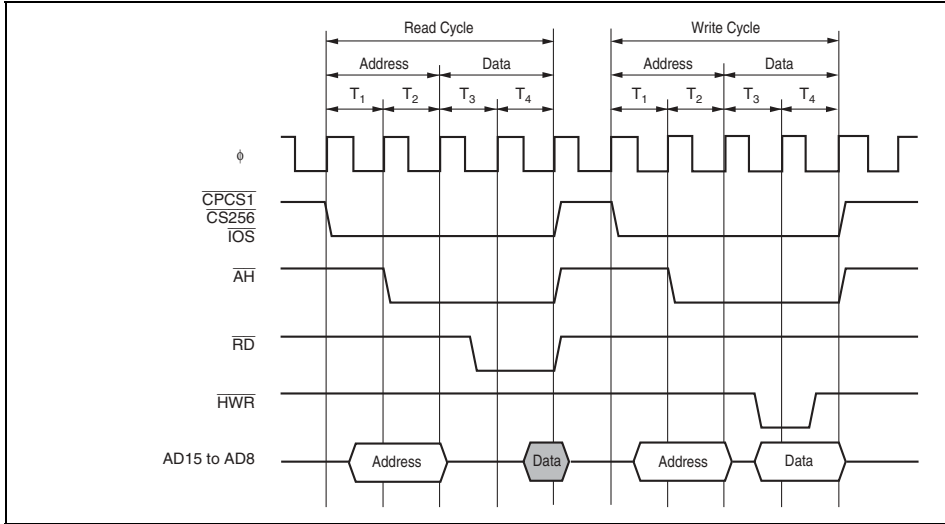 Read Cycle Write Cycle
Address Data Address Data
T1 T2 T3 T4 T1 T2 T3 T4
ϕ
CPCS1
CS256
IOS
AH
RD
HWR
AD15 to AD8 Address Data Address Data